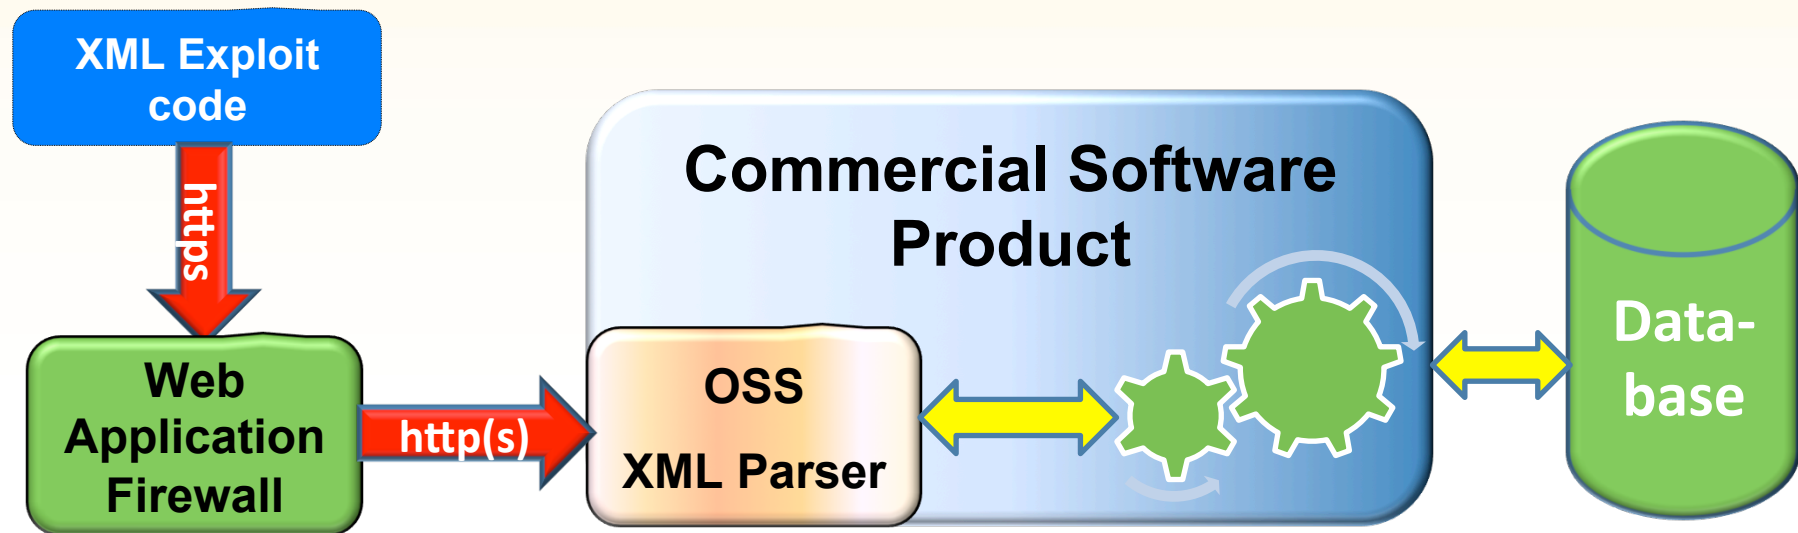 XML Exploit
code
https
Web
Application
Firewall
http(s)
OSS
XML Parser
Commercial Software
Product
Data-
base